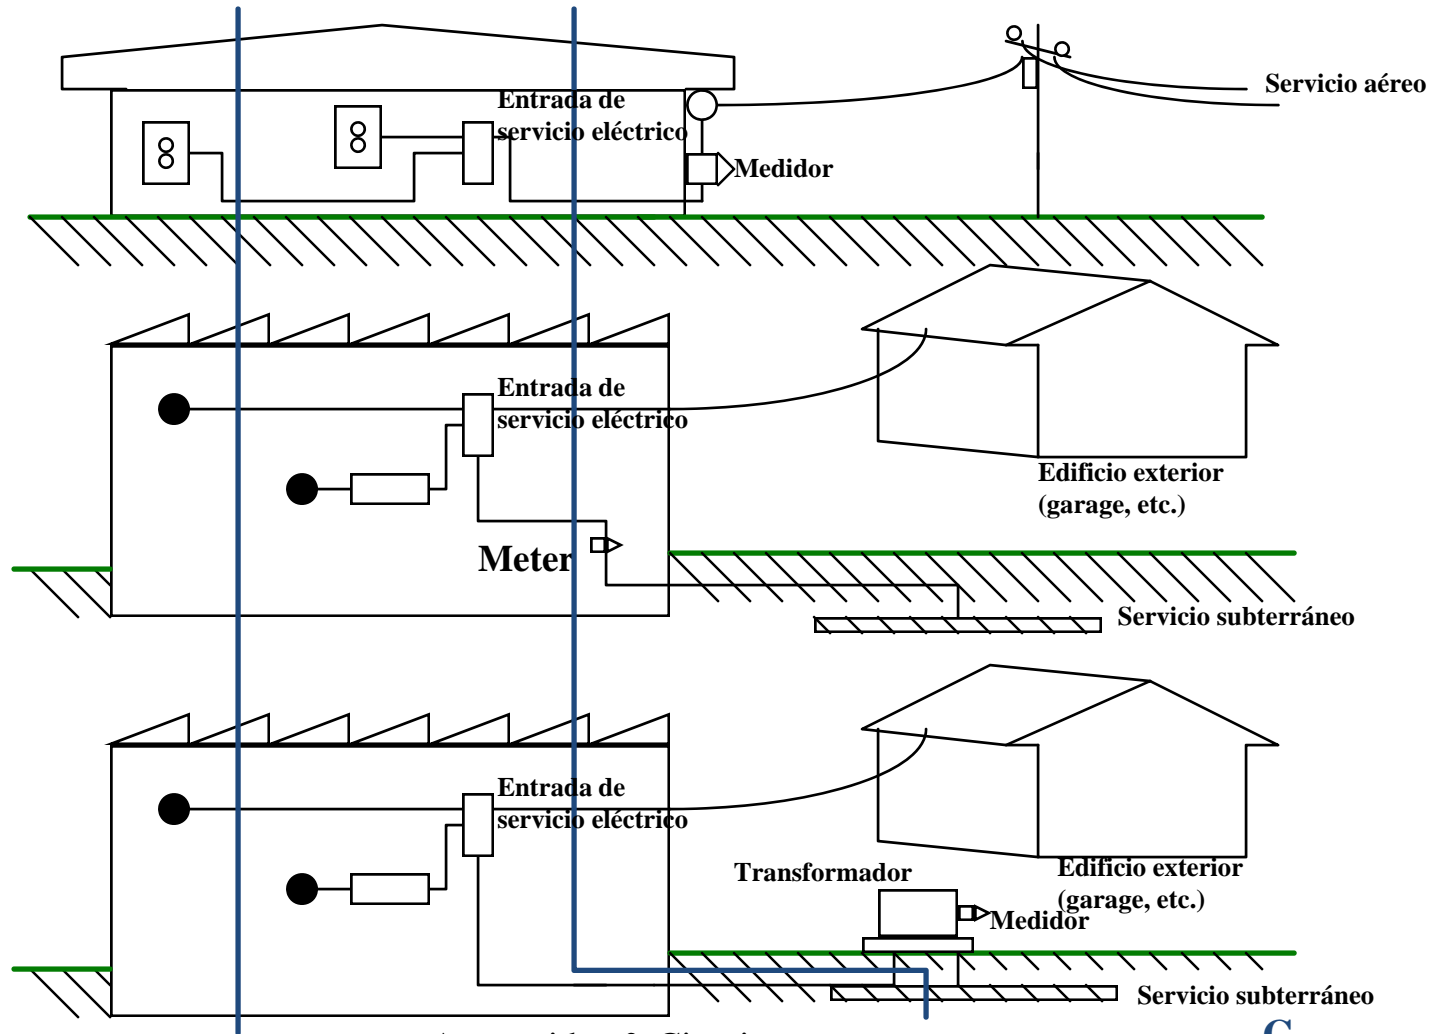 Servicio aéreo
Entrada de
servicio eléctrico
Medidor
Entrada de
servicio eléctrico
Edificio exterior
(garage, etc.)
Meter
Servicio subterráneo
Entrada de
servicio eléctrico
Transformador
Edificio exterior
(garage, etc.)
Medidor
Servicio subterráneo